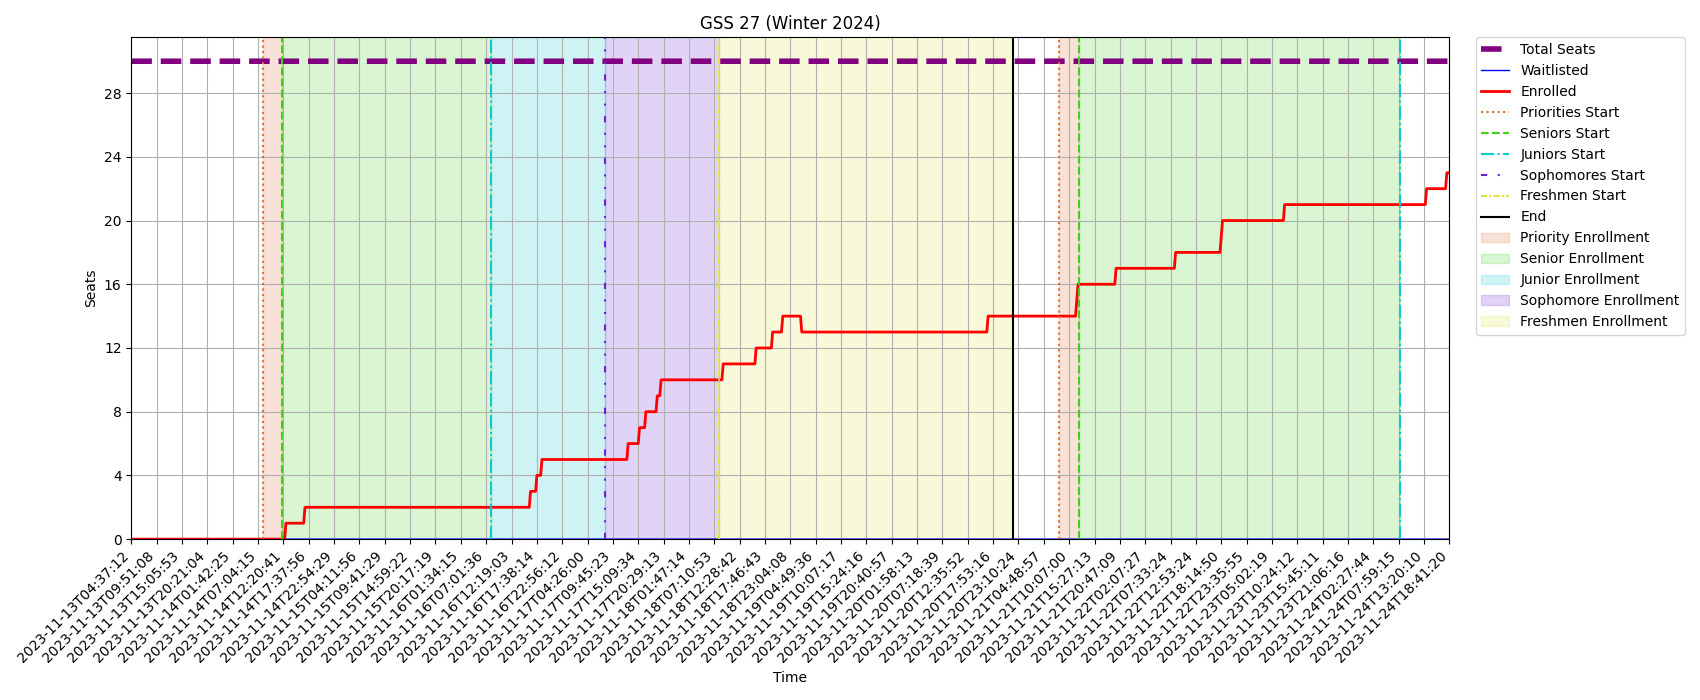 GSS 27 (Winter 2024)
Total Seats
Waitlisted
Enrolled
Priorities Start
Seniors Start
Juniors Start
Sophomores Start
Freshmen Start
End
Priority Enrollment
Senior Enrollment
Junior Enrollment
Sophomore Enrollment
Freshmen Enrollment
Seats
28
24
20
16
12
8
4
0
2023-11-13T04:37:12
2023-11-13T09:51:08
2023-11-13T15:05:53
2023-11-13T20:21:04
2023-11-14T01:42:25
2023-11-14T07:04:15
2023-11-14T12:20:41
2023-11-14T17:37:56
2023-11-14T22:54:29
2023-11-15T04:11:56
2023-11-15T09:41:29
2023-11-15T14:59:22
2023-11-15T20:17:19
2023-11-16T01:34:15
2023-11-16T07:01:36
2023-11-16T12:19:03
2023-11-16T17:38:14
2023-11-16T22:56:12
2023-11-17T04:26:00
2023-11-17T09:45:23
2023-11-17T15:09:34
2023-11-17T20:29:13
2023-11-18T01:47:14
2023-11-18T07:10:53
2023-11-18T12:28:42
2023-11-18T17:46:43
2023-11-18T23:04:08
2023-11-19T04:49:36
2023-11-19T10:07:17
2023-11-19T15:24:16
2023-11-19T20:40:57
2023-11-20T01:58:13
2023-11-20T07:18:39
2023-11-20T12:35:52
2023-11-20T17:53:16
2023-11-20T23:10:24
2023-11-21T04:48:57
2023-11-21T10:07:00
2023-11-21T15:27:13
2023-11-21T20:47:09
2023-11-22T02:07:27
2023-11-22T07:33:24
2023-11-22T12:53:24
2023-11-22T18:14:50
2023-11-22T23:35:55
2023-11-23T05:02:19
2023-11-23T10:24:12
2023-11-23T15:45:11
2023-11-23T21:06:16
2023-11-24T02:27:44
2023-11-24T07:59:15
2023-11-24T13:20:10
2023-11-24T18:41:20
Time